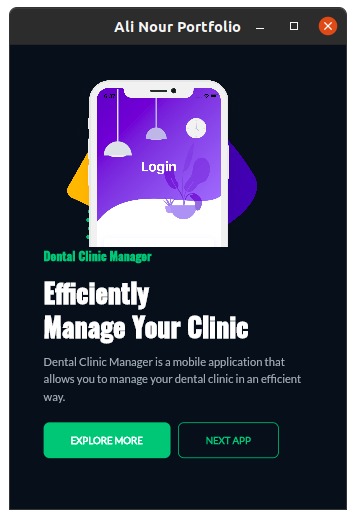 Ali Nour Portfolio
Login
Dental Clinic Manager
Efficiently
Manage Your Clinic
Dental Clinic Manager is a mobile application that
allows you to manage your dental clinic in an efficient
way.
EXPLORE MORE
NEXT APP